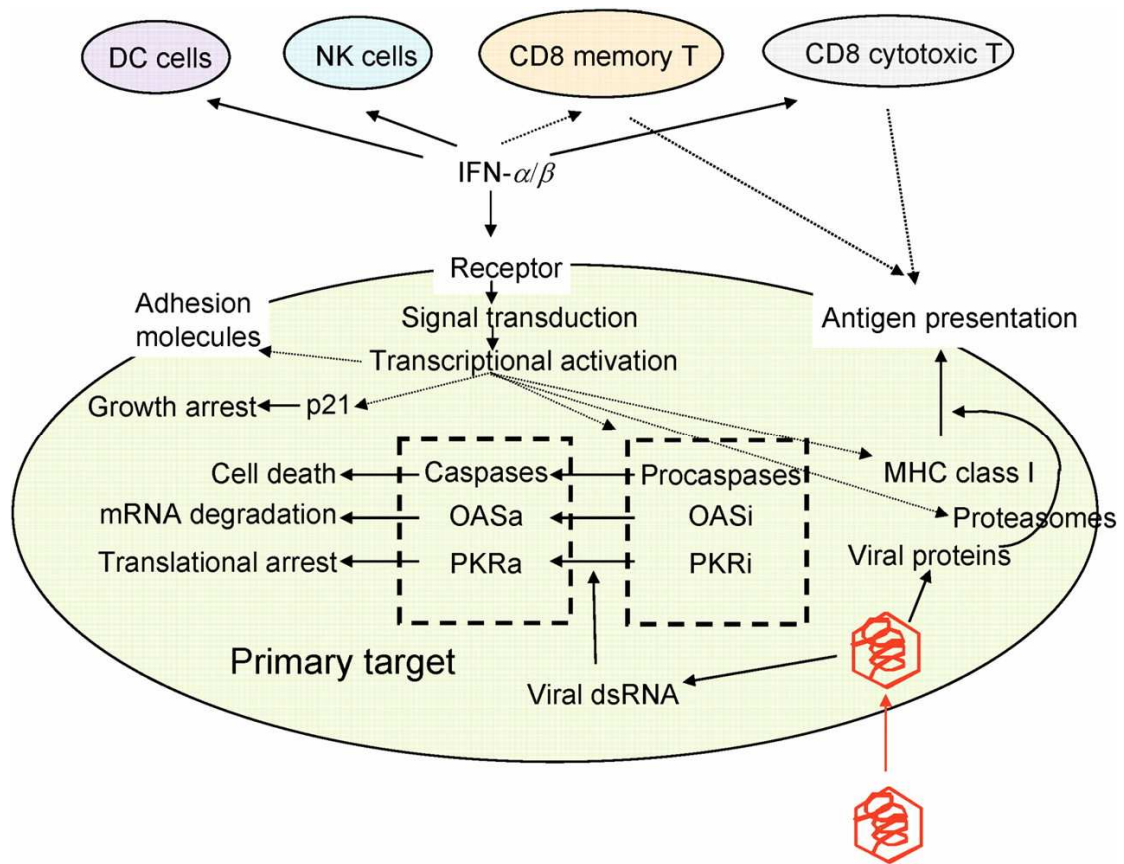 DC cells
NK cells
CD8 memory T
CD8 cytotoxic T
IFN-α/β
Receptor
Adhesion
molecules
Signal transduction
Antigen presentation
Transcriptional activation
Growth arrest
p21
Cell death
Caspases
Procaspases
MHC class I
mRNA degradation
OASa
OASi
Proteasomes
Viral proteins
Translational arrest
PKRa
PKRi
Primary target
Viral dsRNA